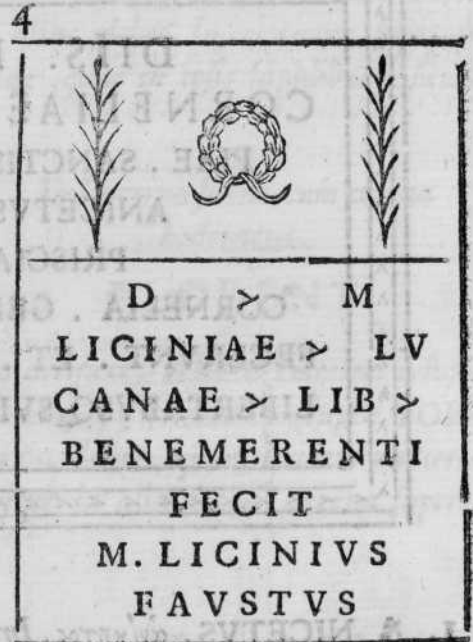 4
D > M
LICINIAE > LV
CANAE > LIB >
BENEMERENTI
FECIT
M. LICINIVS
FAVSTVS